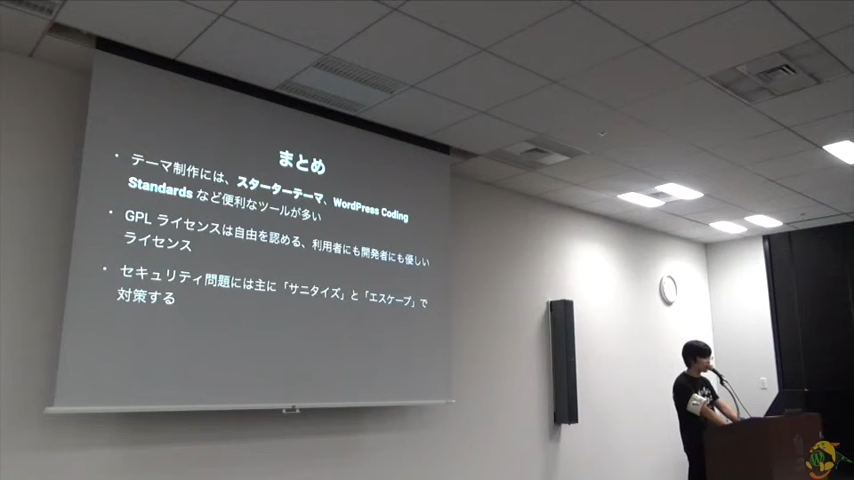 まとめ
・テーマ制作には、スターターテーマ、WordPress Coding
Standards など便利なツールが多い
・GPL ライセンスは自由を認める、利用者にも開発者にも優しい
ライセンス
・セキュリティ問題には主に「サニタイズ」と「エスケープ」で
対策する